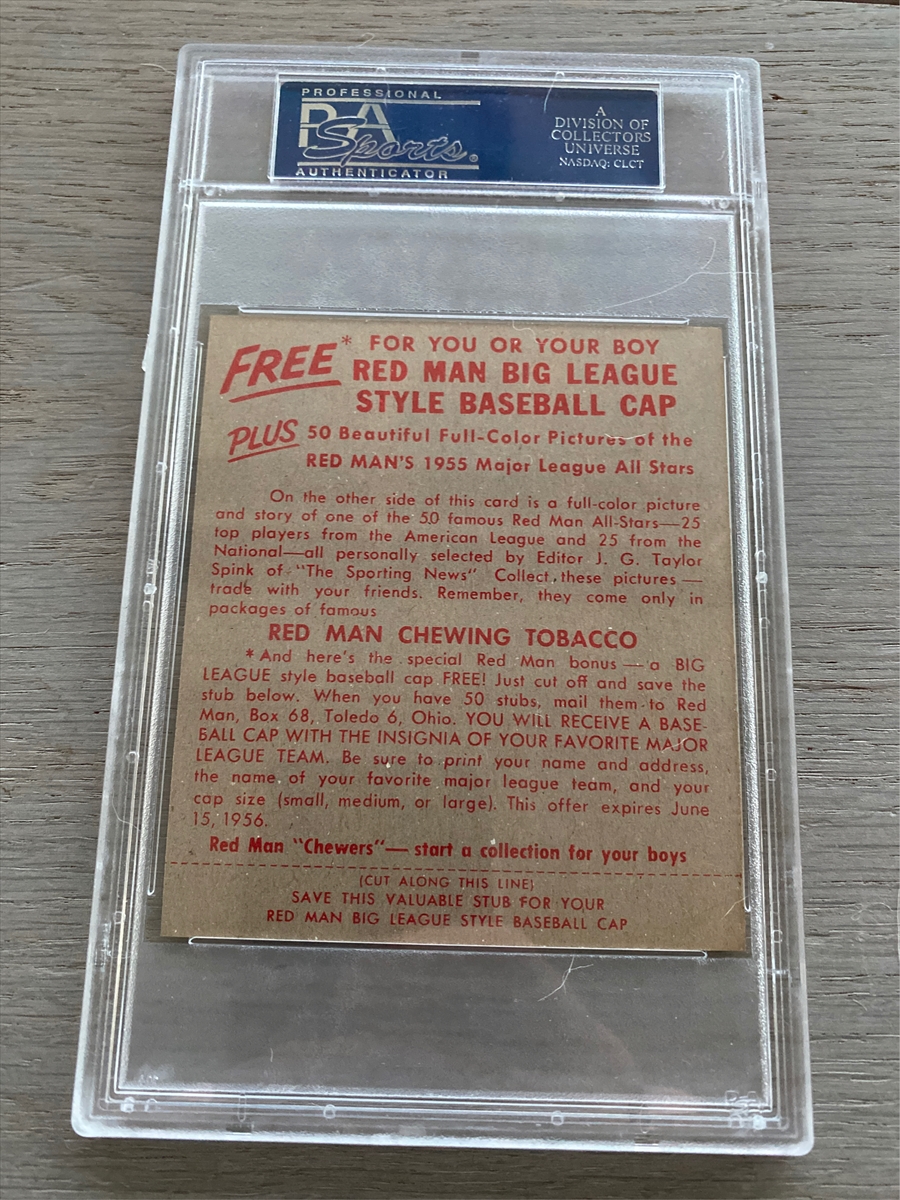 PROFESSIONAL
PSA
Sports®
AUTHENTICATOR
A
DIVISION OF
COLLECTORS
UNIVERSE
NASDAQ: CLCT
FREE* FOR YOU OR YOUR BOY
RED MAN BIG LEAGUE
STYLE BASEBALL CAP
PLUS 50 Beautiful Full-Color Pictures of the
RED MAN'S 1955 Major League All Stars
On the other side of this card is a full-color picture
and story of one of the 50 famous Red Man All-Stars—25
top players from the American League and 25 from the
National—all personally selected by Editor J. G. Taylor
Spink of "The Sporting News" Collect these pictures —
trade with your friends. Remember, they come only in
packages of famous
RED MAN CHEWING TOBACCO
*And here's the special Red Man bonus—a BIG
LEAGUE style baseball cap FREE! Just cut off and save the
stub below. When you have 50 stubs, mail them to Red
Man, Box 68, Toledo 6, Ohio. YOU WILL RECEIVE A BASE-
BALL CAP WITH THE INSIGNIA OF YOUR FAVORITE MAJOR
LEAGUE TEAM. Be sure to print your name and address,
the name of your favorite major league team, and your
cap size (small, medium, or large). This offer expires June
15, 1956.
Red Man "Chewers"— start a collection for your boys
(CUT ALONG THIS LINE)
SAVE THIS VALUABLE STUB FOR YOUR
RED MAN BIG LEAGUE STYLE BASEBALL CAP